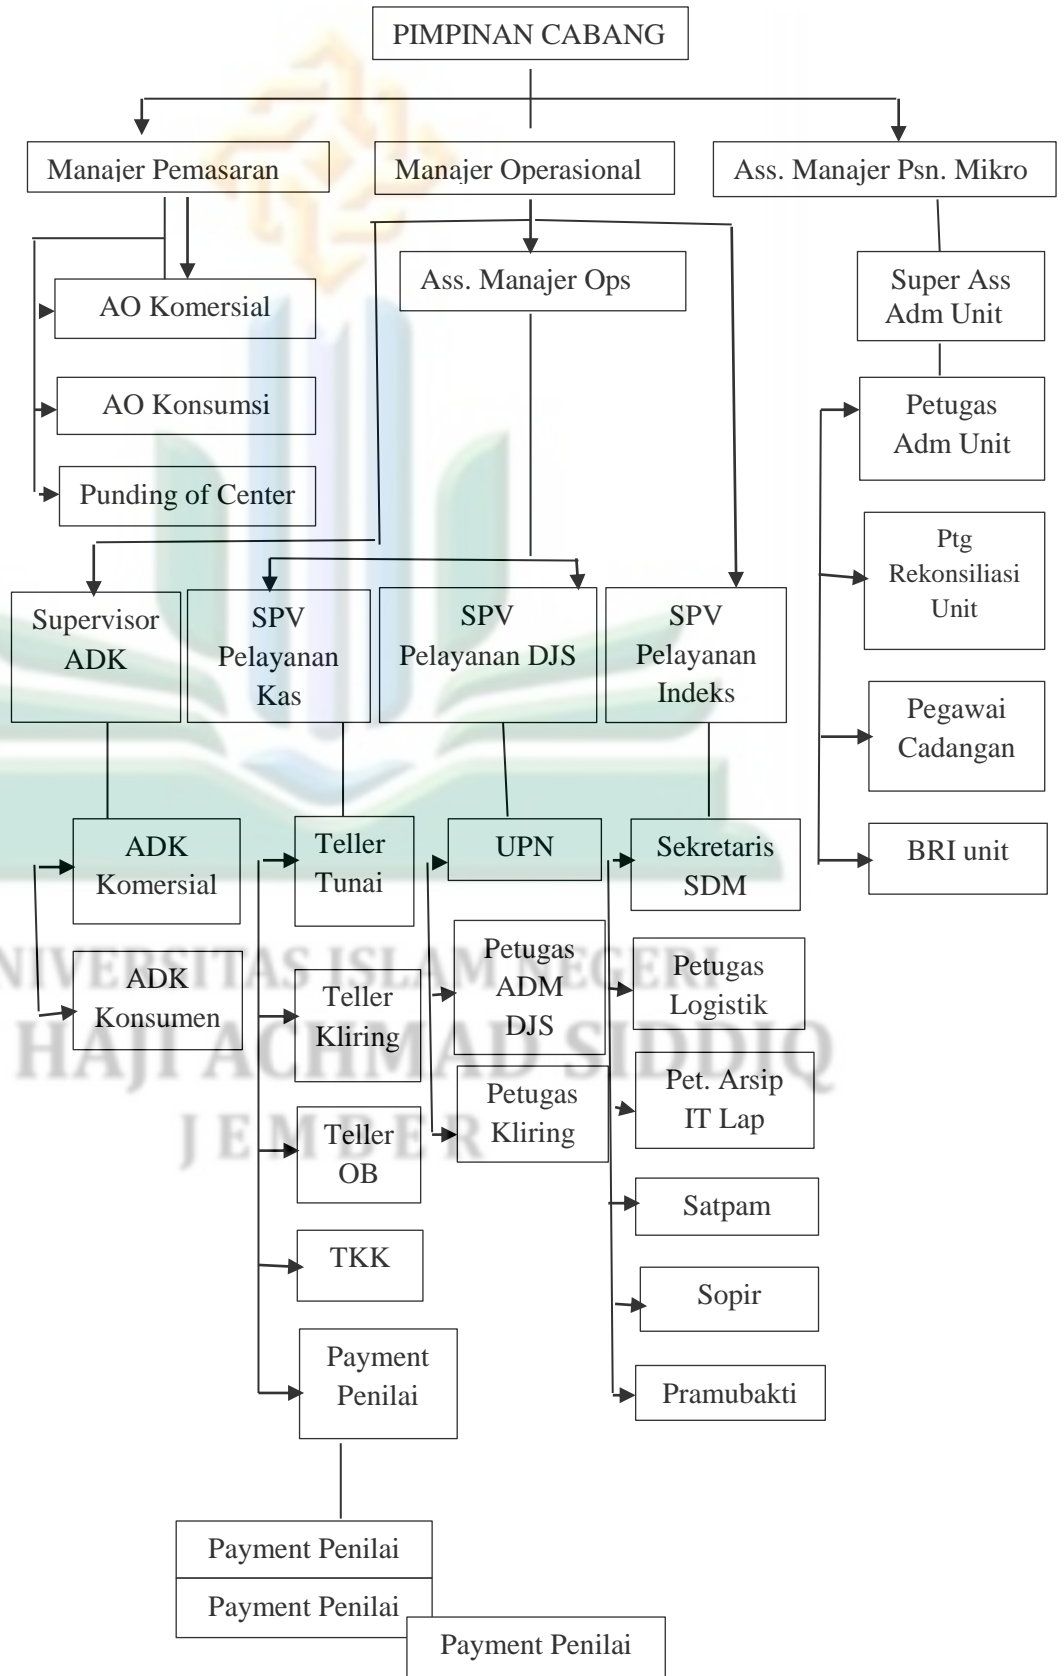 PIMPINAN CABANG
Manajer Pemasaran
Manajer Operasional
Ass. Manajer Psn. Mikro
AO Komersial
AO Konsumsi
Punding of Center
Ass. Manajer Ops
Super Ass
Adm Unit
Petugas
Adm Unit
Ptg
Rekonsiliasi
Unit
Pegawai
Cadangan
BRI unit
Supervisor
ADK
SPV
Pelayanan
Kas
SPV
Pelayanan DJS
SPV
Pelayanan
Indeks
ADK
Komersial
ADK
Konsumen
Teller
Tunai
Teller
Kliring
Teller
OB
TKK
Payment
Penilai
UPN
Petugas
ADM
DJS
Petugas
Kliring
Sekretaris
SDM
Petugas
Logistik
Pet. Arsip
IT Lap
Satpam
Sopir
Pramubakti
Payment Penilai
Payment Penilai
Payment Penilai
NIVERSITAS ISLAM NEGERI
HAJI ACHMAD SIDDIQ
JEMBER